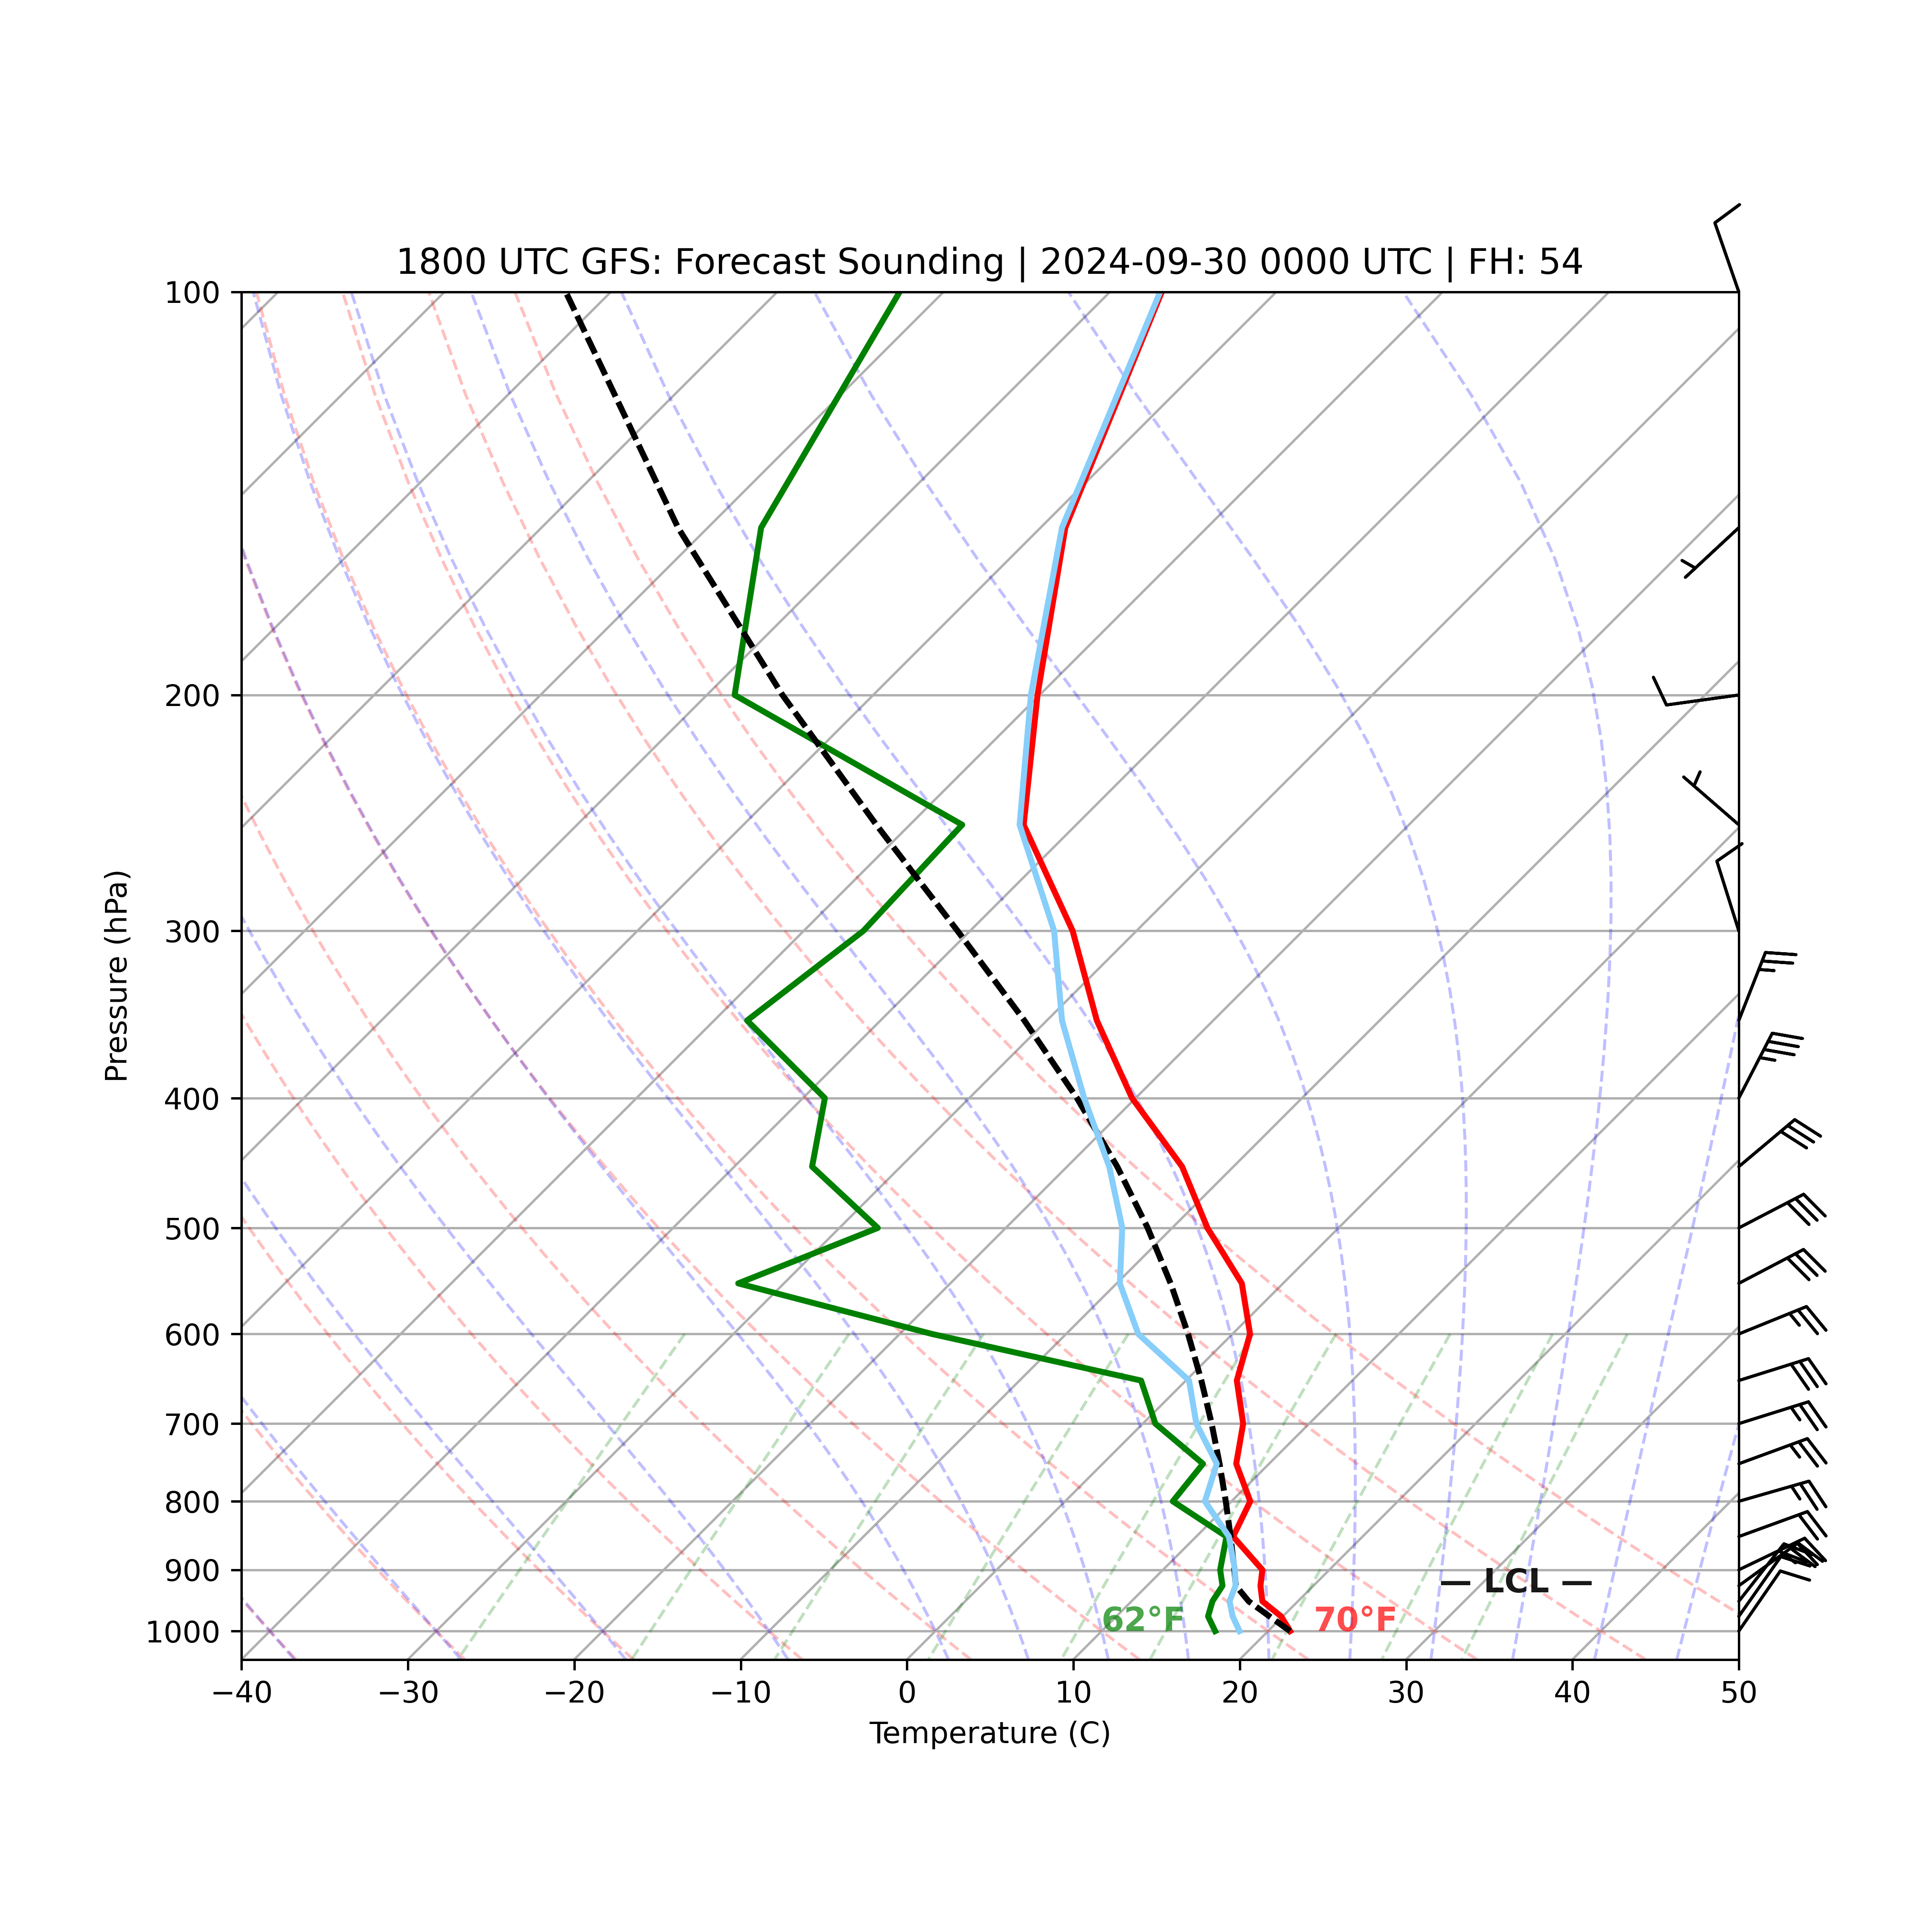 1800 UTC GFS: Forecast Sounding | 2024-09-30 0000 UTC | FH: 54
100
200
300
400
500
600
700
800
900
1000
Pressure (hPa)
— LCL —
62°F
70°F
−40 −30 −20 −10 0 10 20 30 40 50
Temperature (C)